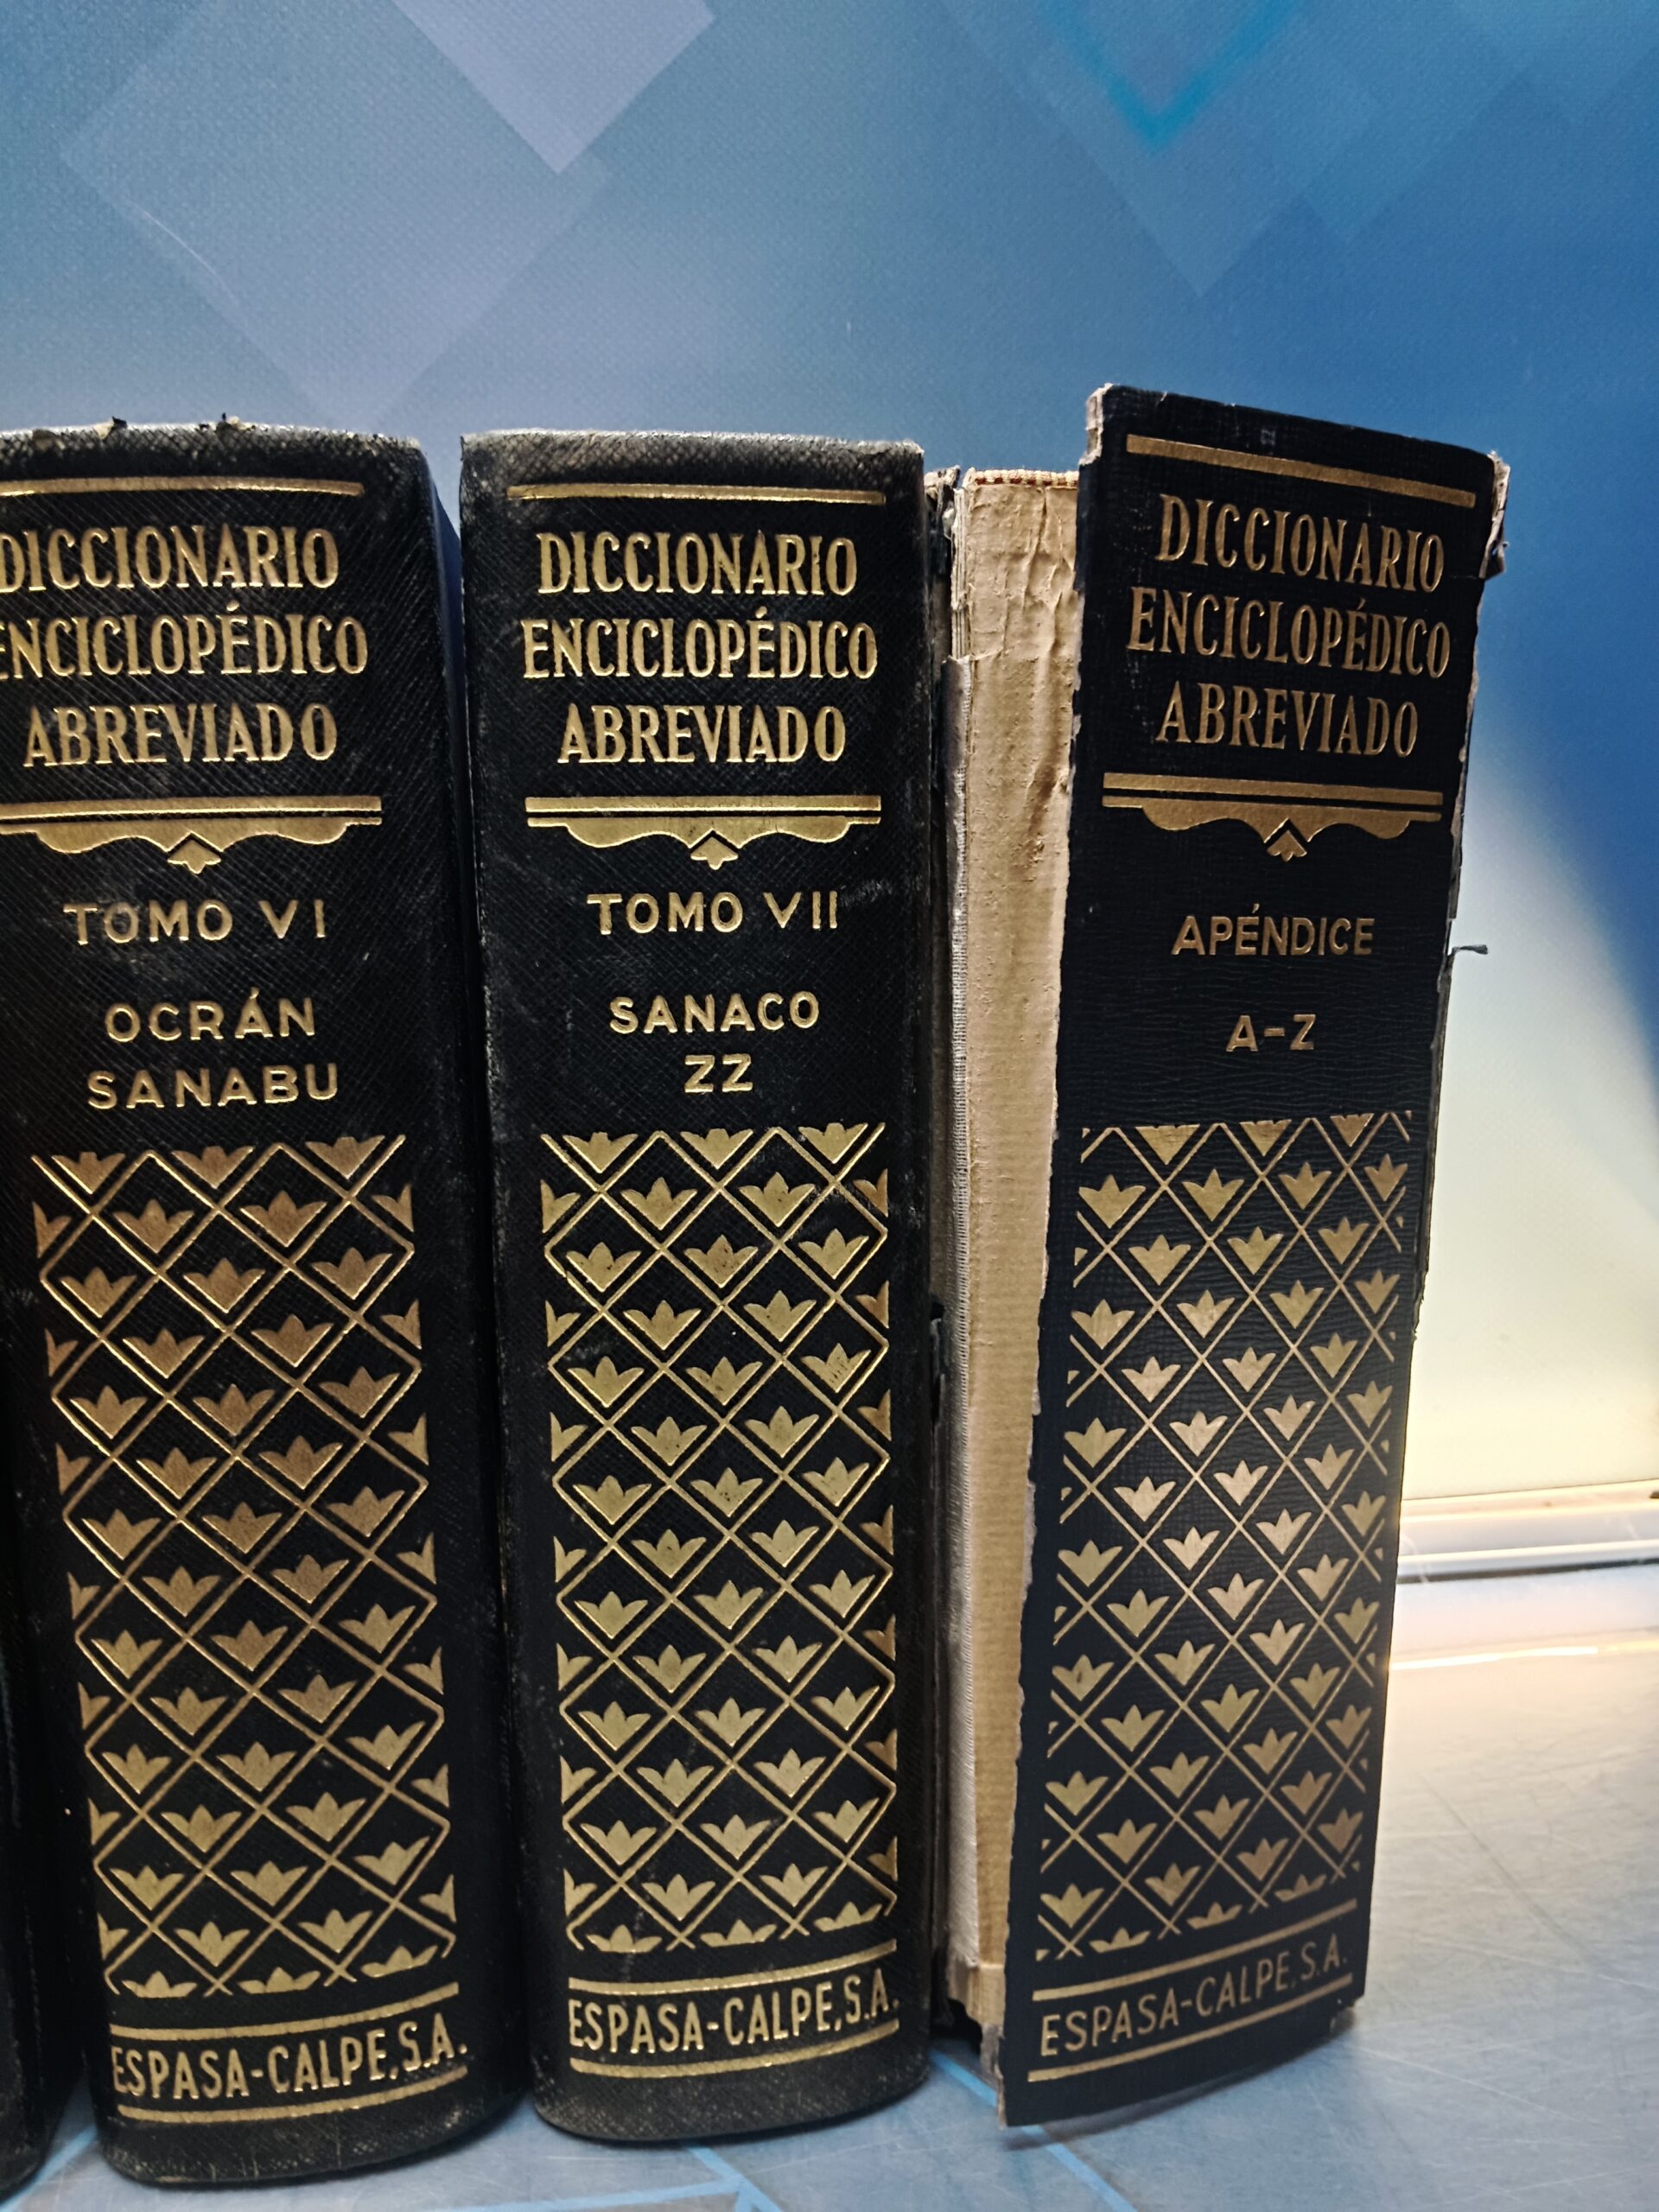 DICCIONARIO
ENCICLOPÉDICO
ABREVIADO
TOMO VI
OCRÁN
SANABU
ESPASA-CALPE, S.A.
DICCIONARIO
ENCICLOPÉDICO
ABREVIADO
TOMO VII
SANACO
ZZ
ESPASA-CALPE, S.A.
DICCIONARIO
ENCICLOPÉDICO
ABREVIADO
APÉNDICE
A-Z
ESPASA-CALPE, S.A.